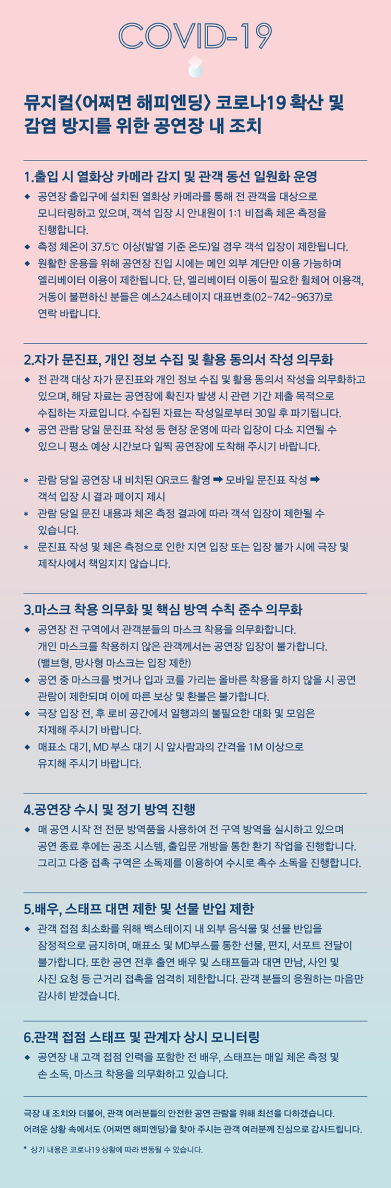 COVID-19
뮤지컬〈어쩌면 해피엔딩〉 코로나19 확산 및
감염 방지를 위한 공연장 내 조치
1.출입 시 열화상 카메라 감지 및 관객 동선 일원화 운영
◆ 공연장 출입구에 설치된 열화상 카메라를 통해 전 관객을 대상으로
모니터링하고 있으며, 객석 입장 시 안내원이 1:1 비접촉 체온 측정을
진행합니다.
◆ 측정 체온이 37.5℃ 이상(발열 기준 온도)일 경우 객석 입장이 제한됩니다.
◆ 원활한 운용을 위해 공연장 진입 시에는 메인 외부 계단만 이용 가능하며
엘리베이터 이용이 제한됩니다. 단, 엘리베이터 이동이 필요한 휠체어 이용객,
거동이 불편하신 분들은 예스24스테이지 대표번호(02-742-9637)로
연락 바랍니다.
2.자가 문진표, 개인 정보 수집 및 활용 동의서 작성 의무화
◆ 전 관객 대상 자가 문진표와 개인 정보 수집 및 활용 동의서 작성을 의무화하고
있으며, 해당 자료는 공연장에 확진자 발생 시 관련 기간 제출 목적으로
수집하는 자료입니다. 수집된 자료는 작성일로부터 30일 후 파기됩니다.
◆ 공연 관람 당일 문진표 작성 등 현장 운영에 따라 입장이 다소 지연될 수
있으니 평소 예상 시간보다 일찍 공연장에 도착해 주시기 바랍니다.
* 관람 당일 공연장 내 비치된 QR코드 촬영 ➡ 모바일 문진표 작성 ➡
객석 입장 시 결과 페이지 제시
* 관람 당일 문진 내용과 체온 측정 결과에 따라 객석 입장이 제한될 수
있습니다.
* 문진표 작성 및 체온 측정으로 인한 지연 입장 또는 입장 불가 시에 극장 및
제작사에서 책임지지 않습니다.
3.마스크 착용 의무화 및 핵심 방역 수칙 준수 의무화
◆ 공연장 전 구역에서 관객분들의 마스크 착용을 의무화합니다.
개인 마스크를 착용하지 않은 관객께서는 공연장 입장이 불가합니다.
(밸브형, 망사형 마스크는 입장 제한)
◆ 공연 중 마스크를 벗거나 입과 코를 가리는 올바른 착용을 하지 않을 시 공연
관람이 제한되며 이에 따른 보상 및 환불은 불가합니다.
◆ 극장 입장 전, 후 로비 공간에서 일행과의 불필요한 대화 및 모임은
자제해 주시기 바랍니다.
◆ 매표소 대기, MD 부스 대기 시 앞사람과의 간격을 1M 이상으로
유지해 주시기 바랍니다.
4.공연장 수시 및 정기 방역 진행
◆ 매 공연 시작 전 전문 방역품을 사용하여 전 구역 방역을 실시하고 있으며
공연 종료 후에는 공조 시스템, 출입문 개방을 통한 환기 작업을 진행합니다.
그리고 다중 접촉 구역은 소독제를 이용하여 수시로 촉수 소독을 진행합니다.
5.배우, 스태프 대면 제한 및 선물 반입 제한
◆ 관객 접점 최소화를 위해 백스테이지 내 외부 음식물 및 선물 반입을
잠정적으로 금지하며, 매표소 및 MD부스를 통한 선물, 편지, 서포트 전달이
불가합니다. 또한 공연 전후 출연 배우 및 스태프들과 대면 만남, 사인 및
사진 요청 등 근거리 접촉을 엄격히 제한합니다. 관객 분들의 응원하는 마음만
감사히 받겠습니다.
6.관객 접점 스태프 및 관계자 상시 모니터링
◆ 공연장 내 고객 접점 인력을 포함한 전 배우, 스태프는 매일 체온 측정 및
손 소독, 마스크 착용을 의무화하고 있습니다.
극장 내 조치와 더불어, 관객 여러분들의 안전한 공연 관람을 위해 최선을 다하겠습니다.
어려운 상황 속에서도 〈어쩌면 해피엔딩〉을 찾아 주시는 관객 여러분께 진심으로 감사드립니다.
* 상기 내용은 코로나19 상황에 따라 변동될 수 있습니다.